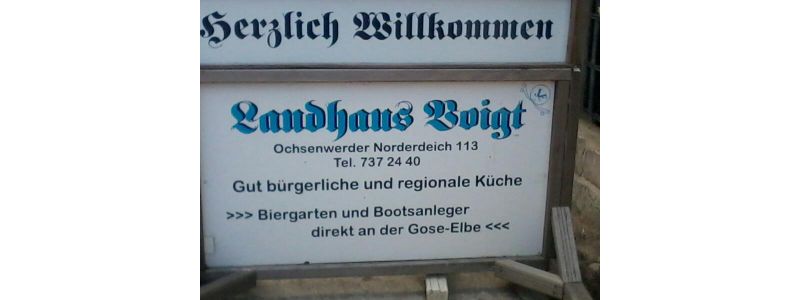 Herzlich Willkommen
Landhaus Voigt
Ochsenwerder Norderdeich 113
Tel. 737 24 40
Gut bürgerliche und regionale Küche
>>> Biergarten und Bootsanleger
direkt an der Gose-Elbe <<<